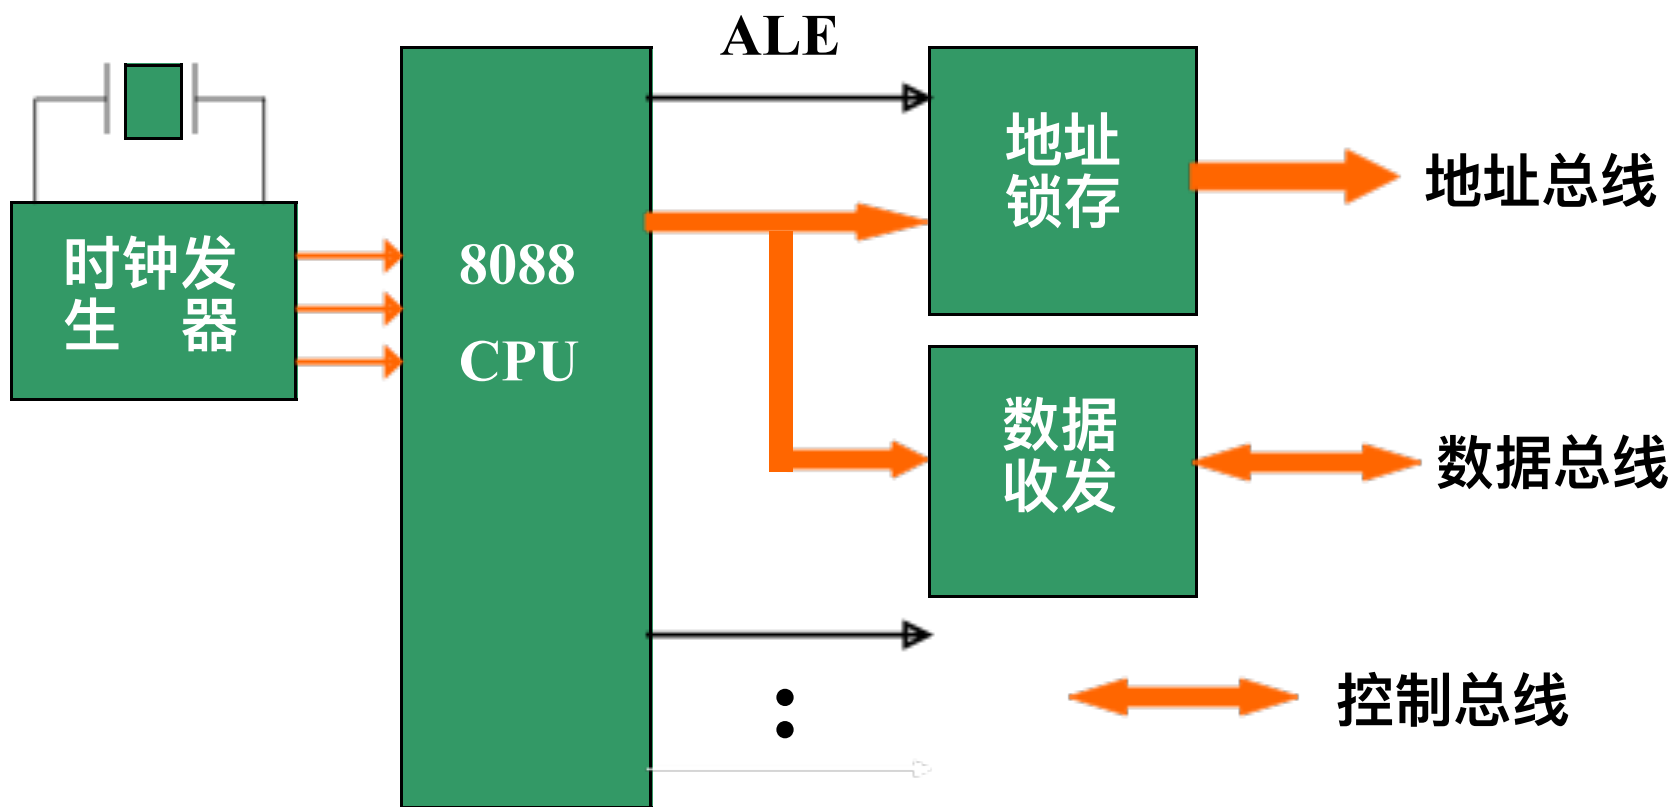 ALE
地址
锁存
地址总线
时钟发
生 器
8088
CPU
数据
收发
数据总线
控制总线